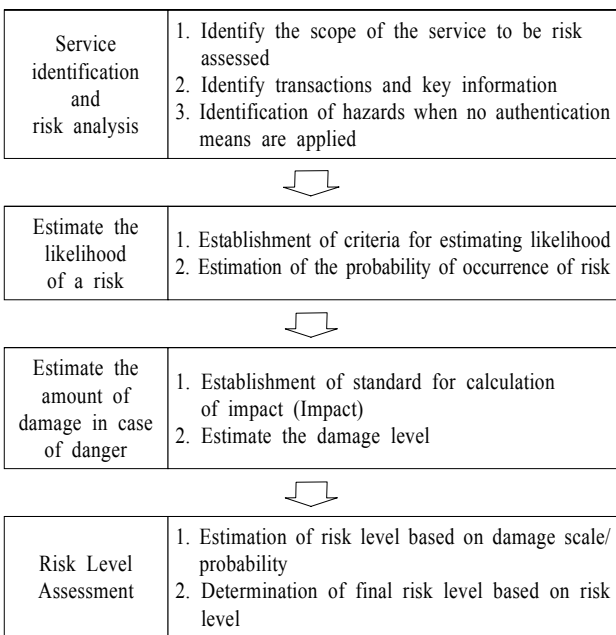 Service
identification
and
risk analysis
1. Identify the scope of the service to be risk
assessed
2. Identify transactions and key information
3. Identification of hazards when no authentication
means are applied
Estimate the
likelihood
of a risk
1. Establishment of criteria for estimating likelihood
2. Estimation of the probability of occurrence of risk
Estimate the
amount of
damage in case
of danger
1. Establishment of standard for calculation
of impact (Impact)
2. Estimate the damage level
Risk Level
Assessment
1. Estimation of risk level based on damage scale/
probability
2. Determination of final risk level based on risk
level